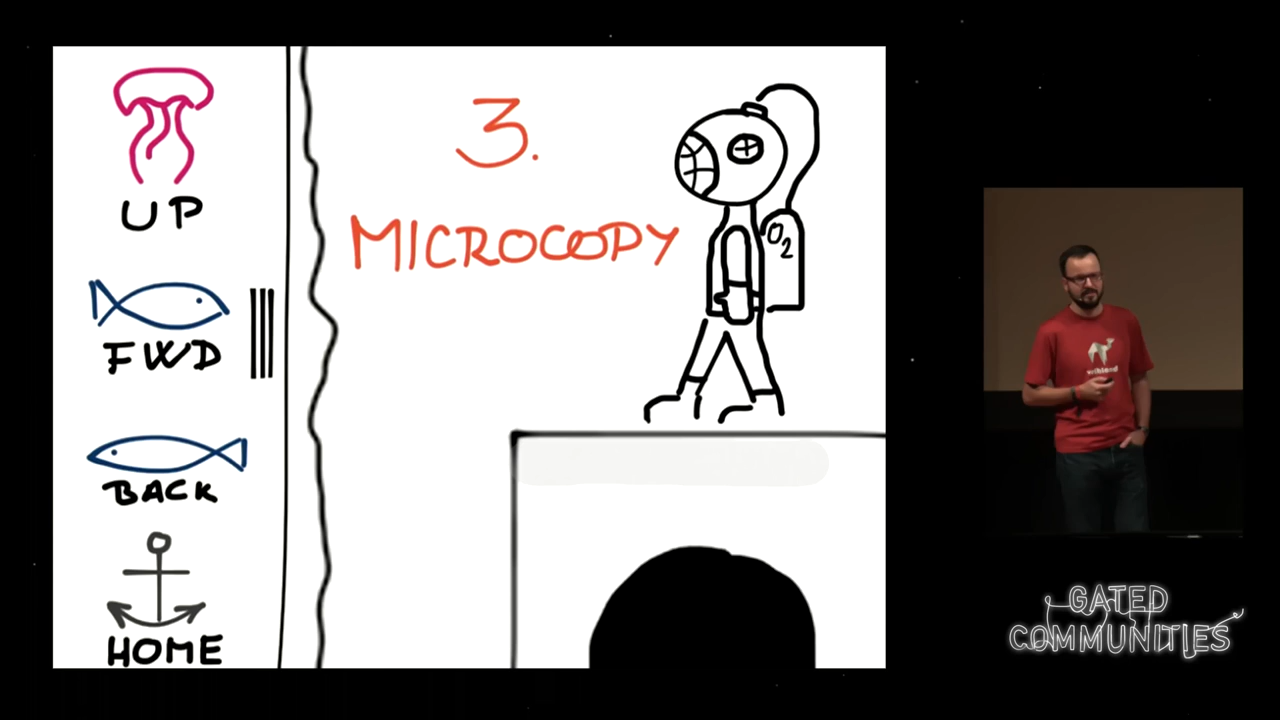 UP
FWD
BACK
HOME
3.
MICROCOPY
O2
GATED
COMMUNITIES